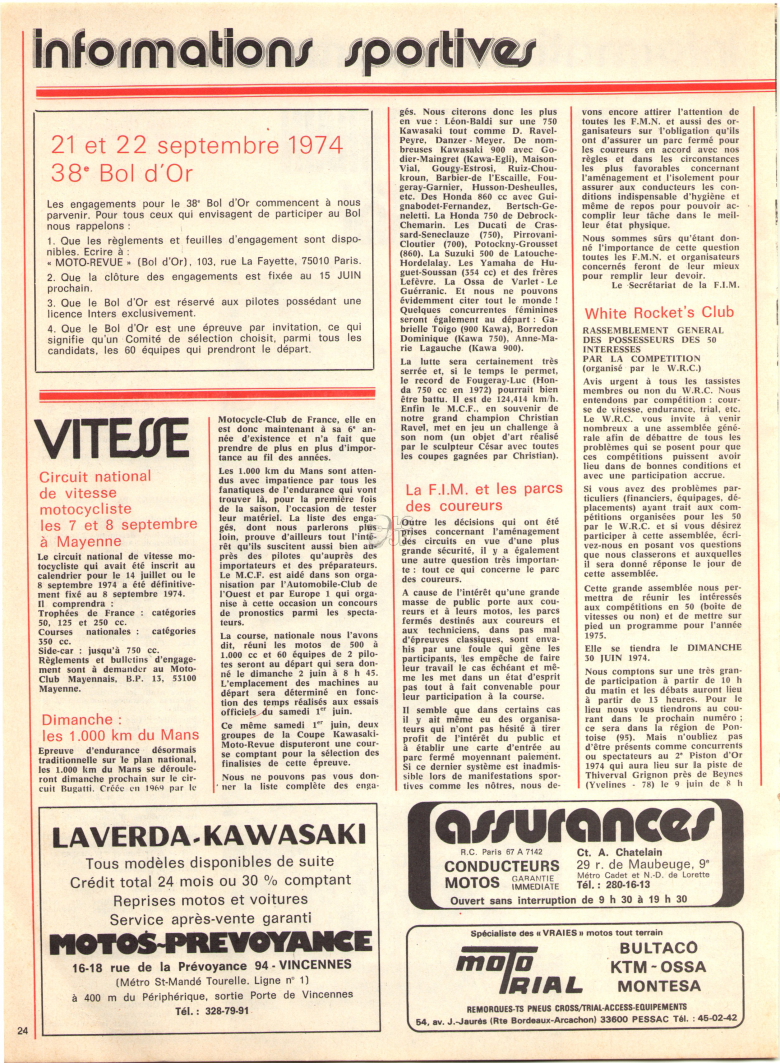 informations sportives
21 et 22 septembre 1974
38e Bol d'Or
Les engagements pour le 38e Bol d'Or commencent à nous
parvenir. Pour tous ceux qui envisagent de participer au Bol
nous rappelons :
1. Que les règlements et feuilles d'engagement sont dispo-
nibles. Ecrire à :
« MOTO-REVUE » (Bol d'Or), 103, rue La Fayette, 75010 Paris.
2. Que la clôture des engagements est fixée au 15 JUIN
prochain.
3. Que le Bol d'Or est réservé aux pilotes possédant une
licence Inters exclusivement.
4. Que le Bol d'Or est une épreuve par invitation, ce qui
signifie qu'un Comité de sélection choisit, parmi tous les
candidats, les 60 équipes qui prendront le départ.
VITESSE
Circuit national
de vitesse
motocycliste
les 7 et 8 septembre
à Mayenne
Le circuit national de vitesse mo-
tocycliste qui avait été inscrit au
calendrier pour le 14 juillet ou le
8 septembre 1974 a été définitive-
ment fixé au 8 septembre 1974.
Il comprendra :
Trophées de France : catégories
50, 125 et 250 cc.
Courses nationales : catégories
350 cc.
Side-car : jusqu'à 750 cc.
Règlements et bulletins d'engage-
ment sont à demander au Moto-
Club Mayennais, B.P. 13, 53100
Mayenne.
Dimanche :
les 1.000 km du Mans
Epreuve d'endurance désormais
traditionnelle sur le plan national,
les 1.000 km du Mans se déroule-
ront dimanche prochain sur le cir-
cuit Bugatti. Créée en 1969 par le
Motocycle-Club de France, elle en
est donc maintenant à sa 6e an-
née d'existence et n'a fait que
prendre de plus en plus d'impor-
tance au fil des années.
Les 1.000 km du Mans sont atten-
dus avec impatience par tous les
fanatiques de l'endurance qui vont
trouver là, pour la première fois
de la saison, l'occasion de tester
leur matériel. La liste des enga-
gés, dont nous parlerons plus
loin, prouve d'ailleurs tout l'inté-
rêt qu'ils suscitent aussi bien au-
près des pilotes qu'auprès des
importateurs et des préparateurs.
Le M.C.F. est aidé dans son orga-
nisation par l'Automobile-Club de
l'Ouest et par Europe 1 qui orga-
nise à cette occasion un concours
de pronostics parmi les specta-
teurs.
La course, nationale nous l'avons
dit, réuni les motos de 500 à
1.000 cc et 60 équipes de 2 pilo-
tes seront au départ qui sera don-
né le dimanche 2 juin à 8 h 45.
L'emplacement des machines au
départ sera déterminé en fonc-
tion des temps réalisés aux essais
officiels du samedi 1er juin.
Ce même samedi 1er juin, deux
groupes de la Coupe Kawasaki-
Moto-Revue disputeront une cour-
se comptant pour la sélection des
finalistes de cette épreuve.
Nous ne pouvons pas vous don-
ner la liste complète des enga-
gés. Nous citerons donc les plus
en vue : Léon-Baldi sur une 750
Kawasaki tout comme D. Ravel-
Peyre, Danzer - Meyer. De nom-
breuses Kawasaki 900 avec Go-
dier-Maingret (Kawa-Egli), Maison-
Vial, Gougy-Estrosi, Ruiz-Chou-
kroun, Barbier-de l'Escaille, Fou-
geray-Garnier, Husson-Desheulles,
etc. Des Honda 860 cc avec Gui-
gnabodet-Fernandez, Bertsch-Ge-
neletti. La Honda 750 de Debrock-
Chemarin. Les Ducati de Cras-
sard-Seneclauze (750), Pirrovani-
Cloutier (700), Potockny-Grousset
(860). La Suzuki 500 de Latouche-
Hordelalay. Les Yamaha de Hu-
guet-Soussan (354 cc) et des frères
Lefèvre. La Ossa de Varlet - Le
Guérranic. Et nous ne pouvons
évidemment citer tout le monde !
Quelques concurrentes féminines
seront également au départ : Ga-
brielle Toigo (900 Kawa), Borredon
Dominique (Kawa 750), Anne-Ma-
rie Lagauche (Kawa 900).
La lutte sera certainement très
serrée et, si le temps le permet,
le record de Fougeray-Luc (Hon-
da 750 cc en 1972) pourrait bien
être battu. Il est de 124,414 km/h.
Enfin le M.C.F., en souvenir de
notre grand champion Christian
Ravel, met en jeu un challenge à
son nom (un objet d'art réalisé
par le sculpteur César avec toutes
les coupes gagnées par Christian).
La F.I.M. et les parcs
des coureurs
Outre les décisions qui ont été
prises concernant l'aménagement
des circuits en vue d'une plus
grande sécurité, il y a également
une autre question très importan-
te : tout ce qui concerne le parc
des coureurs.
A cause de l'intérêt qu'une grande
masse de public porte aux cou-
reurs et à leurs motos, les parcs
fermés destinés aux coureurs et
aux techniciens, dans pas mal
d'épreuves classiques, sont enva-
his par une foule qui gêne les
participants, les empêche de faire
leur travail le cas échéant et mê-
me les met dans un état d'esprit
pas tout à fait convenable pour
leur participation à la course.
Il semble que dans certains cas
il y ait même eu des organisa-
teurs qui n'ont pas hésité à tirer
profit de l'intérêt du public et
à établir une carte d'entrée au
parc fermé moyennant paiement.
Si ce dernier système est inadmis-
sible lors de manifestations spor-
tives comme les nôtres, nous de-
vons encore attirer l'attention de
toutes les F.M.N. et aussi des or-
ganisateurs sur l'obligation qu'ils
ont d'assurer un parc fermé pour
les coureurs en accord avec nos
règles et dans les circonstances
les plus favorables concernant
l'aménagement et l'isolement pour
assurer aux conducteurs les con-
ditions indispensable d'hygiène et
même de repos pour pouvoir ac-
complir leur tâche dans le meil-
leur état physique.
Nous sommes sûrs qu'étant don-
né l'importance de cette question
toutes les F.M.N. et organisateurs
concernés feront de leur mieux
pour remplir leur devoir.
Le Secrétariat de la F.I.M.
White Rocket's Club
RASSEMBLEMENT GENERAL
DES POSSESSEURS DES 50
INTERESSES
PAR LA COMPETITION
(organisé par le W.R.C.)
Avis urgent à tous les tassistes
membres ou non du W.R.C. Nous
entendons par compétition : cour-
se de vitesse, endurance, trial, etc.
Le W.R.C. vous invite à venir
nombreux a une assemblée géné-
rale afin de débattre de tous les
problèmes qui se posent pour que
ces compétitions puissent avoir
lieu dans de bonnes conditions et
avec une participation accrue.
Si vous avez des problèmes par-
ticuliers (financiers, équipages, dé-
placements) ayant trait aux com-
pétitions organisées pour les 50
par le W.R.C. et si vous désirez
participer à cette assemblée, écri-
vez-nous en posant vos questions
que nous classerons et auxquelles
il sera donné réponse le jour de
cette assemblée.
Cette grande assemblée nous per-
mettra de réunir les intéressés
aux compétitions en 50 (boîte de
vitesses ou non) et de mettre sur
pied un programme pour l'année
1975.
Elle se tiendra le DIMANCHE
30 JUIN 1974.
Nous comptons sur une très gran-
de participation à partir de 10 h
du matin et les débats auront lieu
à partir de 13 heures. Pour le
lieu nous vous tiendrons au cou-
rant dans le prochain numéro ;
ce sera dans la région de Pon-
toise (95). Mais n'oubliez pas
d'être présents comme concurrents
ou spectateurs au 2e Piston d'Or
1974 qui aura lieu sur la piste de
Thiverval Grignon près de Beynes
(Yvelines - 78) le 9 juin de 8 h
LAVERDA-KAWASAKI
Tous modèles disponibles de suite
Crédit total 24 mois ou 30 % comptant
Reprises motos et voitures
Service après-vente garanti
MOTOS-PREVOYANCE
16-18 rue de la Prévoyance 94 - VINCENNES
(Métro St-Mandé Tourelle. Ligne n° 1)
à 400 m du Périphérique, sortie Porte de Vincennes
Tél. : 328-79-91
assurances
R.C. Paris 67 A 7142
CONDUCTEURS
MOTOS GARANTIE IMMEDIATE
Ct. A. Chatelain
29 r. de Maubeuge, 9e
Métro Cadet et N.-D. de Lorette
Tél. : 280-16-13
Ouvert sans interruption de 9 h 30 à 19 h 30
Spécialiste des « VRAIES » motos tout terrain
moto TRIAL
BULTACO
KTM - OSSA
MONTESA
REMORQUES-TS PNEUS CROSS/TRIAL-ACCESS-EQUIPEMENTS
54, av. J.-Jaurés (Rte Bordeaux-Arcachon) 33600 PESSAC Tél. : 45-02-42
24